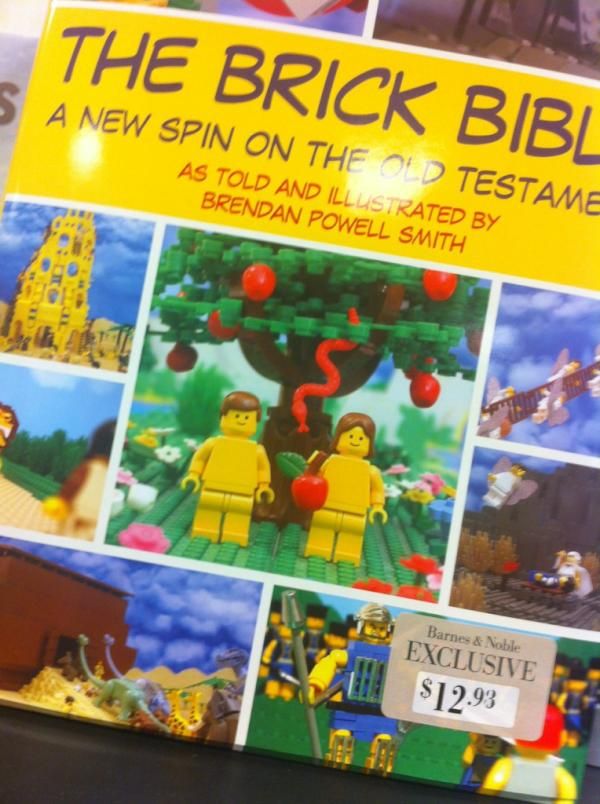 THE BRICK BIBL
A NEW SPIN ON THE OLD TESTAME
AS TOLD AND ILLUSTRATED BY
BRENDAN POWELL SMITH
S
Barnes & Noble
EXCLUSIVE
$12.98